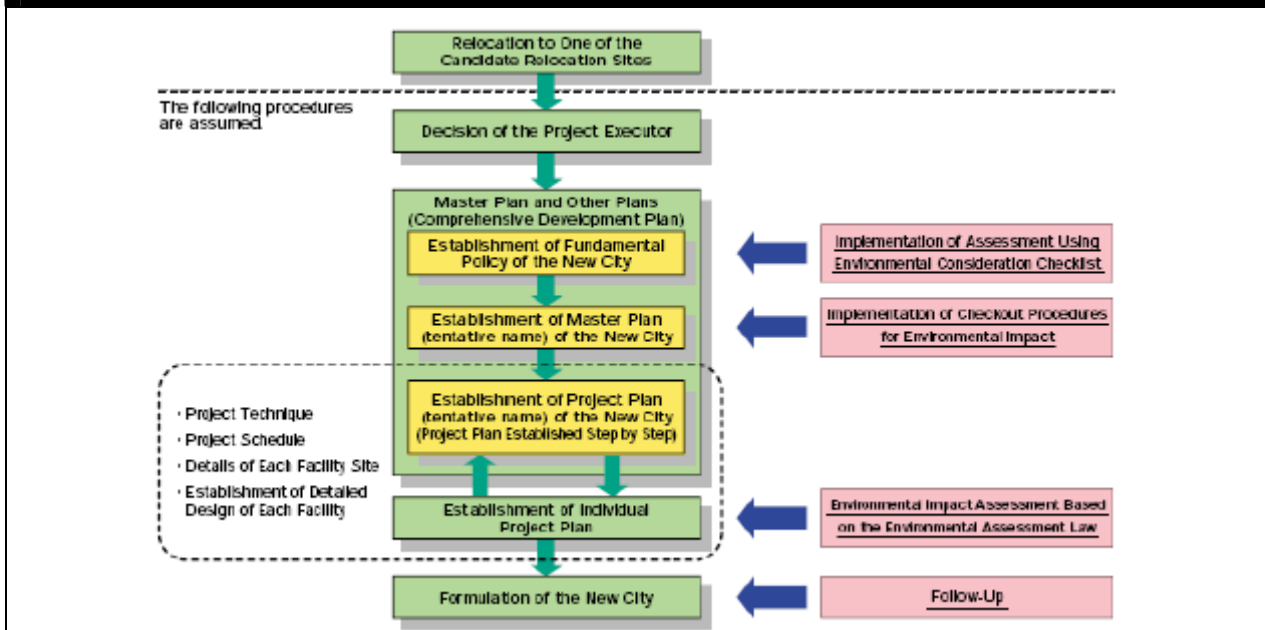 Relocation to One of the
Candidate Relocation Sites
The following procedures
are assumed.
Decision of the Project Executor
Master Plan and Other Plans
(Comprehensive Development Plan)
Establishment of Fundamental
Policy of the New City
Implementation of Assessment Using
Environmental Consideration Checklist
Establishment of Master Plan
(tentative name) of the New City
Implementation of Checkout Procedures
for Environmental Impact
Establishment of Project Plan
(tentative name) of the New City
(Project Plan Established Step by Step)
· Project Technique
· Project Schedule
· Details of Each Facility Site
· Establishment of Detailed
Design of Each Facility
Establishment of Individual
Project Plan
Environmental Impact Assessment Based
on the Environmental Assessment Law
Formulation of the New City
Follow-Up